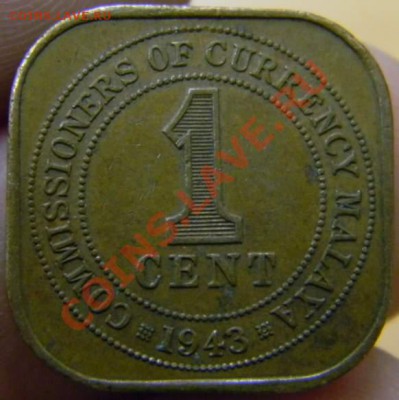 COMMISSIONERS OF CURRENCY MALAYA
1
CENT
1943
COINS.LAVE.RU